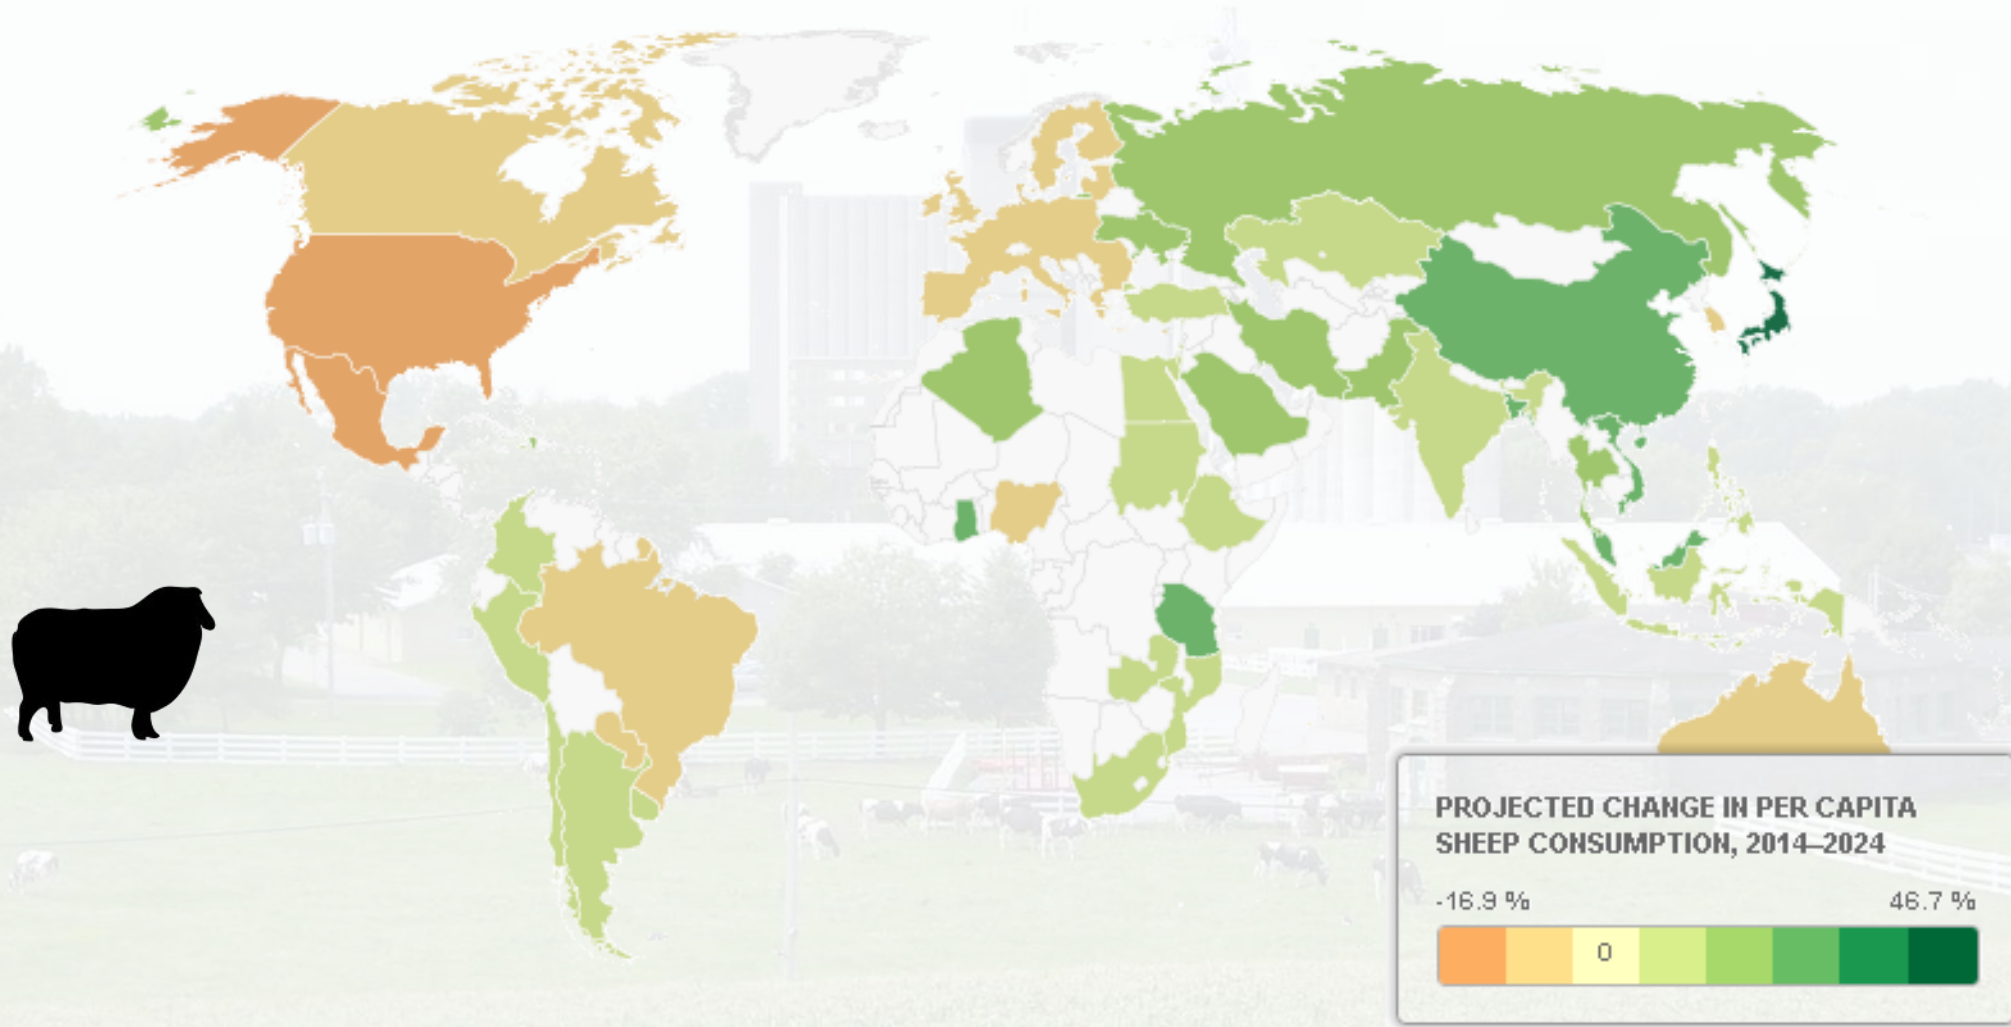 PROJECTED CHANGE IN PER CAPITA
SHEEP CONSUMPTION, 2014–2024
-16.9 % 46.7 %
0